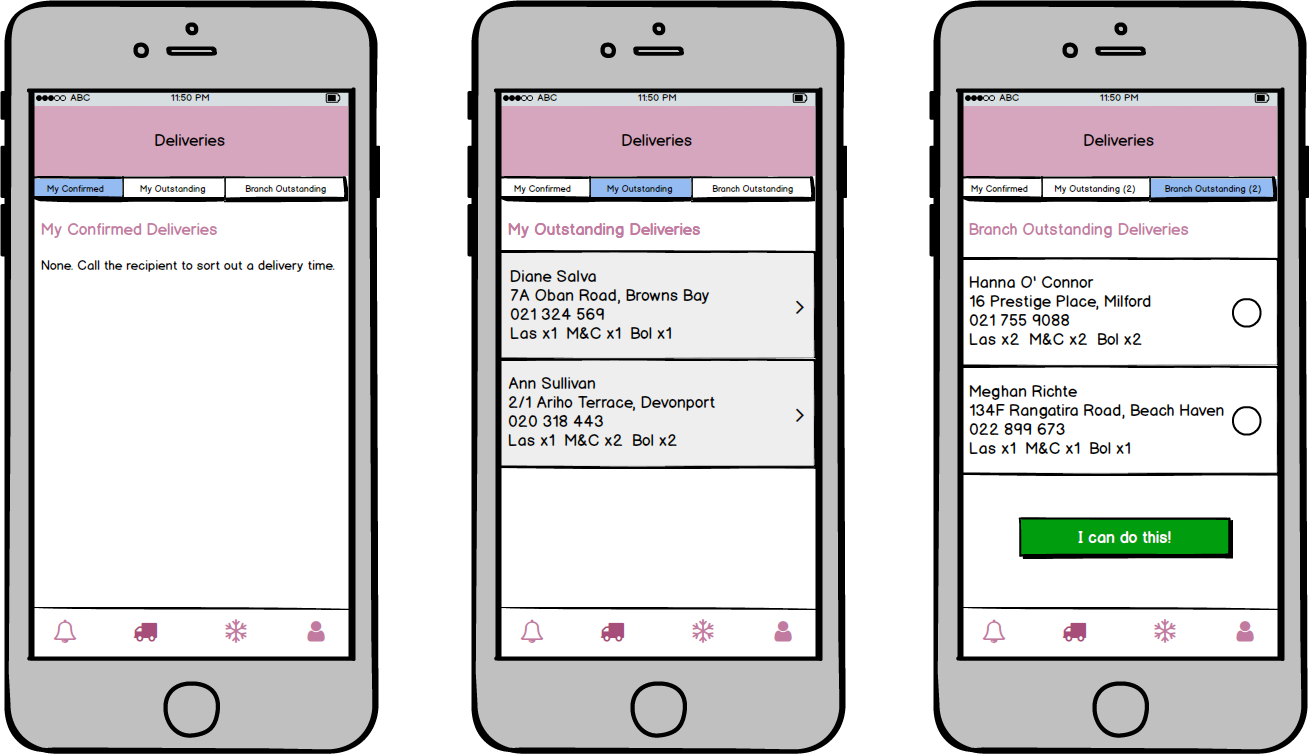 ABC 11:50 PM
Deliveries
My Confirmed My Outstanding Branch Outstanding
My Confirmed Deliveries
None. Call the recipient to sort out a delivery time.
ABC 11:50 PM
Deliveries
My Confirmed My Outstanding Branch Outstanding
My Outstanding Deliveries
Diane Salva
7A Oban Road, Browns Bay
021 324 569
Las x1 M&C x1 Bol x1
Ann Sullivan
2/1 Ariho Terrace, Devonport
020 318 443
Las x1 M&C x2 Bol x2
ABC 11:50 PM
Deliveries
My Confirmed My Outstanding (2) Branch Outstanding (2)
Branch Outstanding Deliveries
Hanna O' Connor
16 Prestige Place, Milford
021 755 9088
Las x2 M&C x2 Bol x2
Meghan Richte
134F Rangatira Road, Beach Haven
022 899 673
Las x1 M&C x1 Bol x1
I can do this!